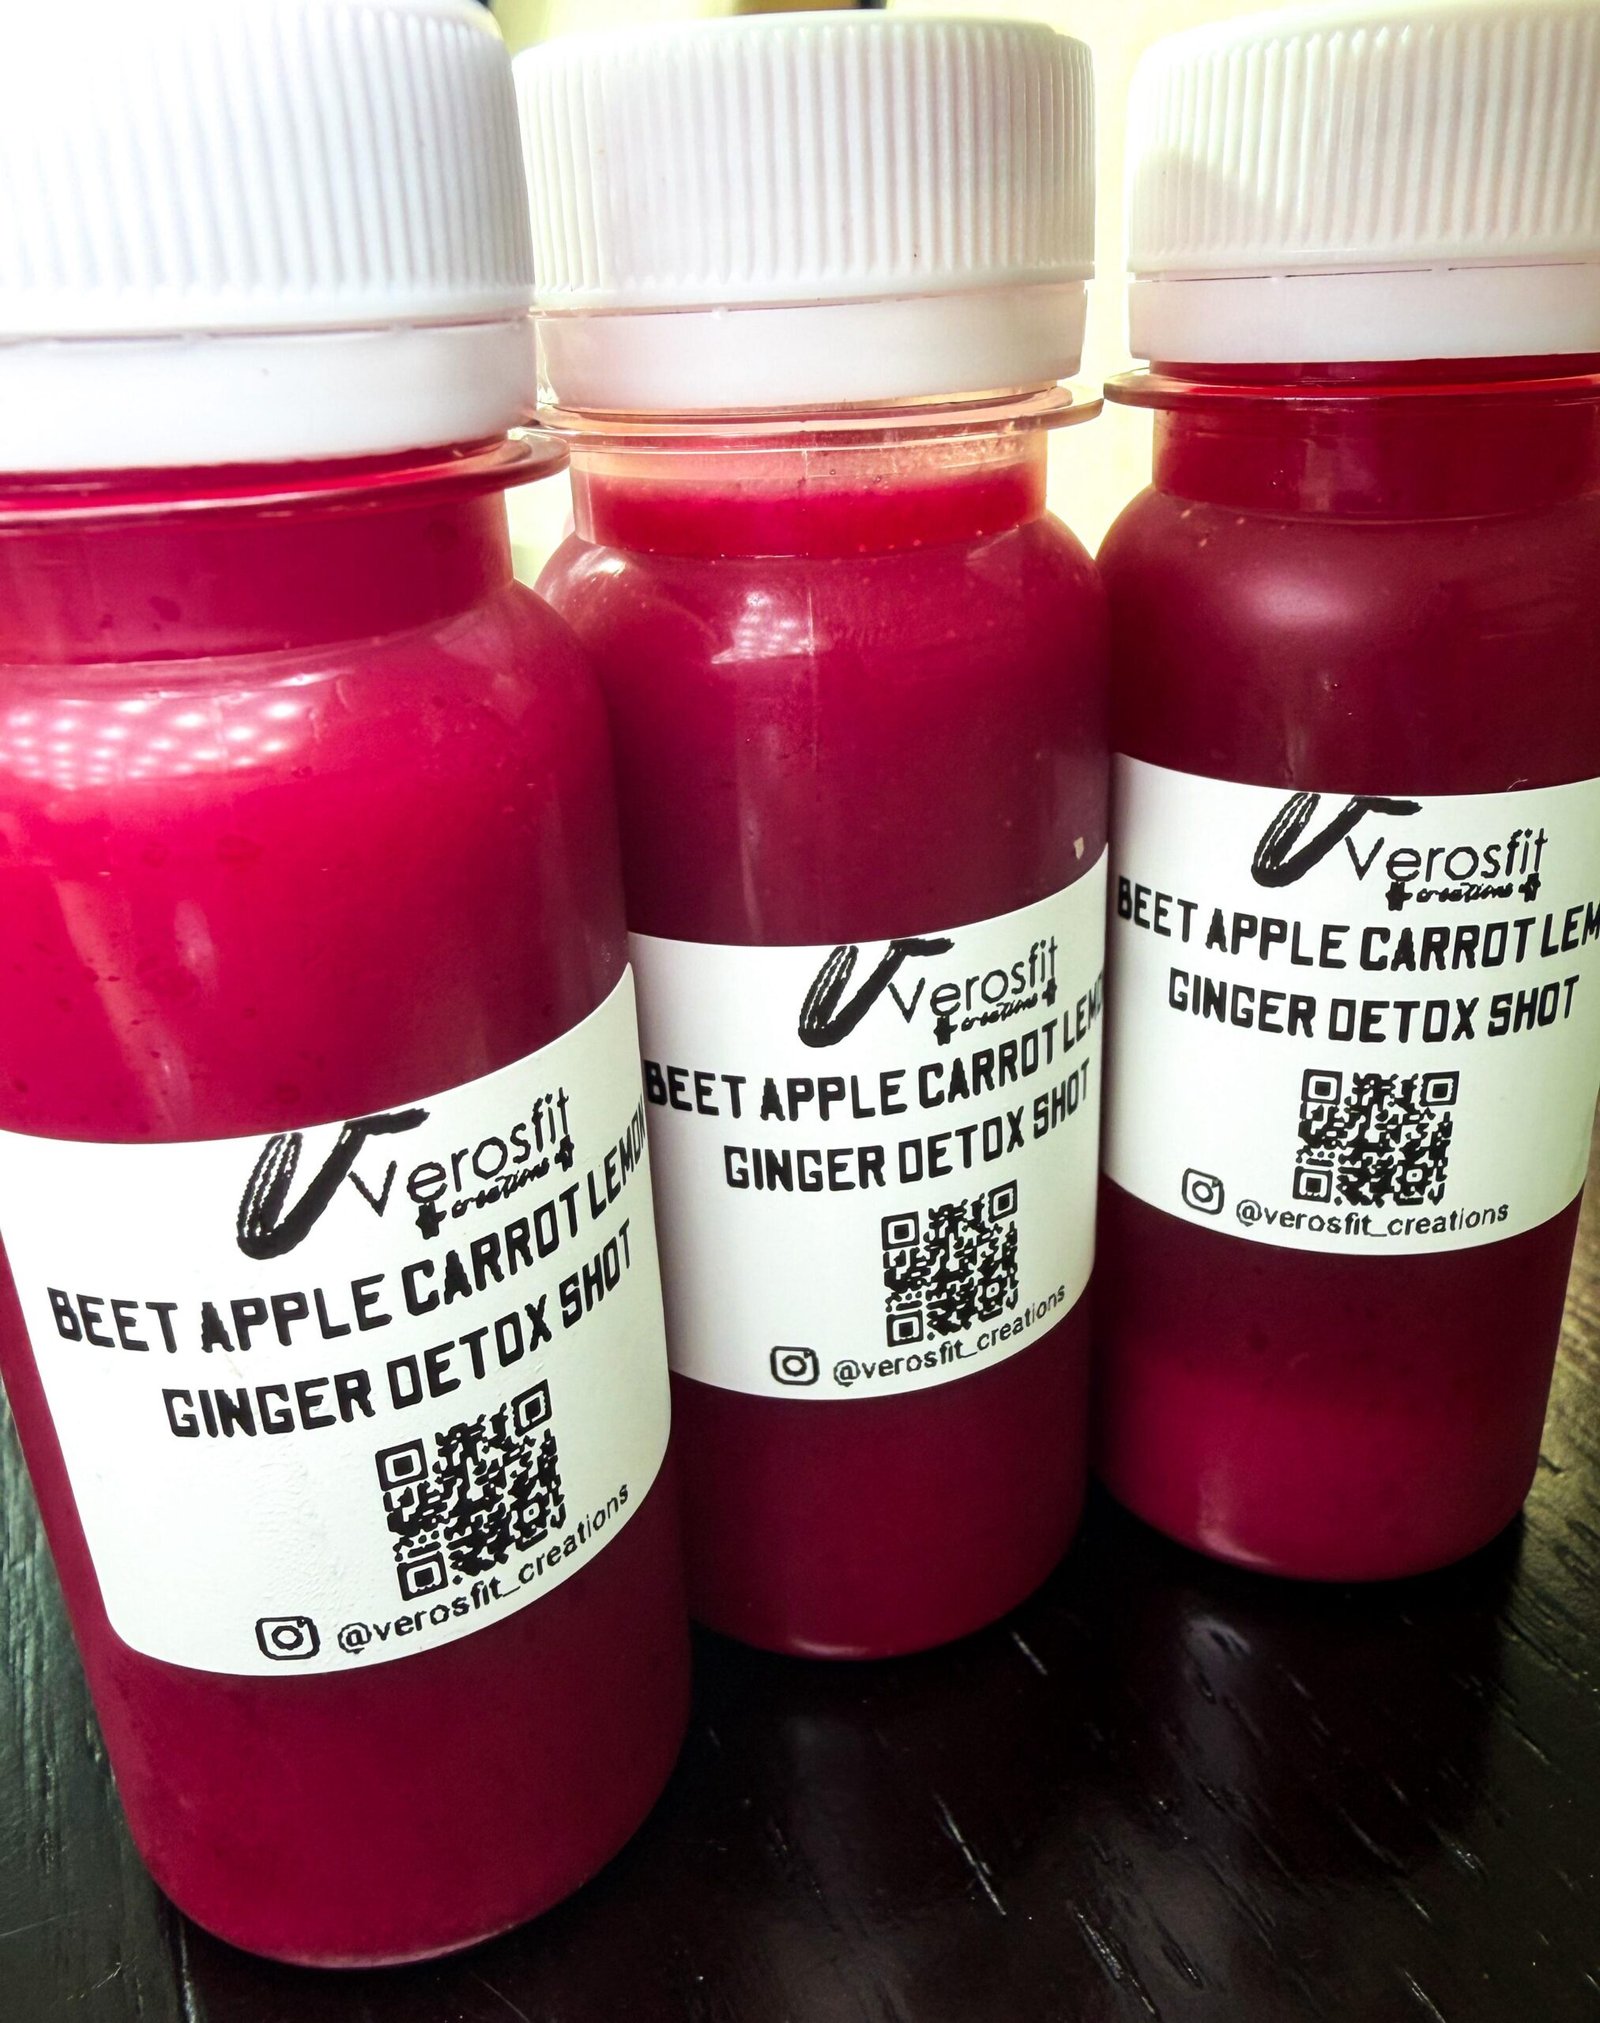 Verosfit
creations
BEET APPLE CARROT LEMON
GINGER DETOX SHOT
@verosfit_creations
Verosfit
creations
BEET APPLE CARROT LEM
GINGER DETOX SHOT
@verosfit_creations
Verosfit
creations
BEET APPLE CARROT LEM
GINGER DETOX SHOT
@verosfit_creations